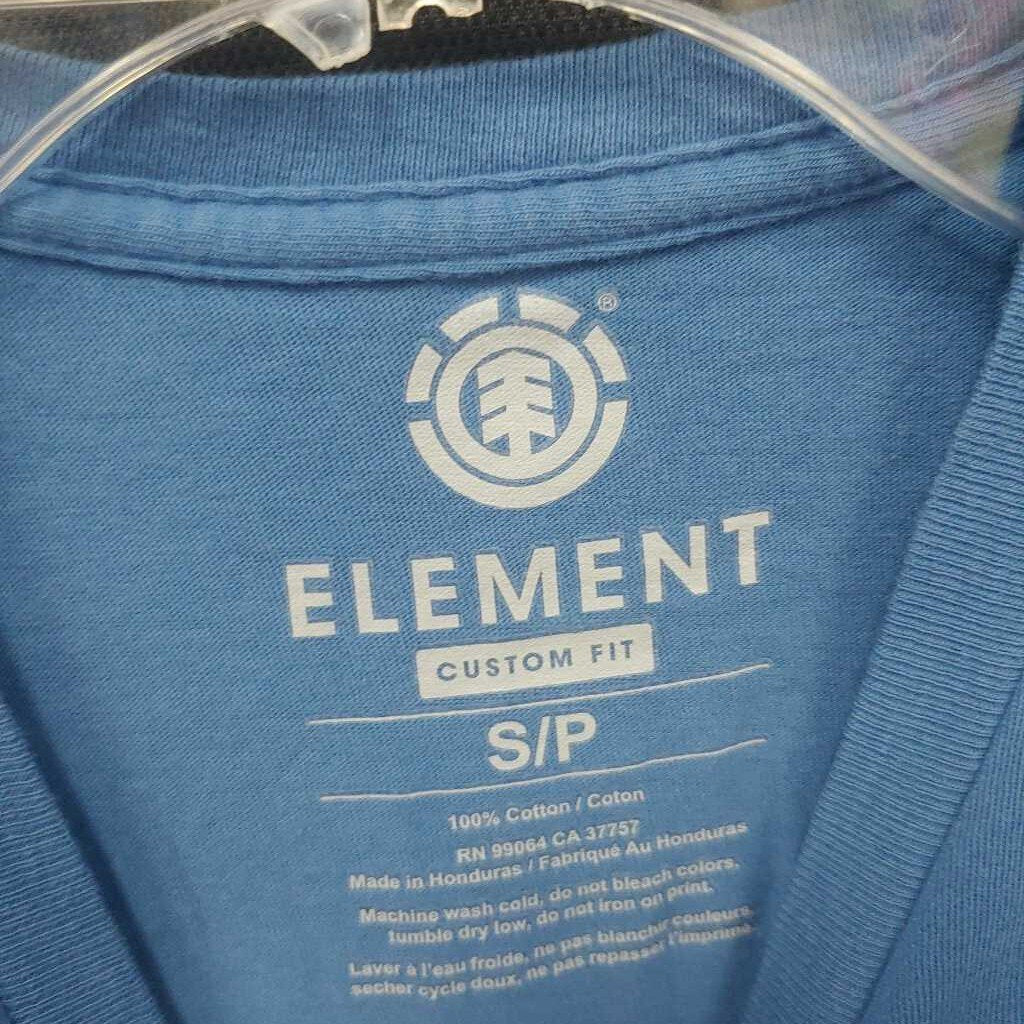 ®
ELEMENT
CUSTOM FIT
S/P
100% Cotton / Coton
RN 99064 CA 37757
Made in Honduras / Fabriqué Au Honduras
Machine wash cold, do not bleach colors,
tumble dry low, do not iron on print.
Laver à l'eau froide, ne pas blanchir couleurs,
secher cycle doux, ne pas repasser l'imprimé.